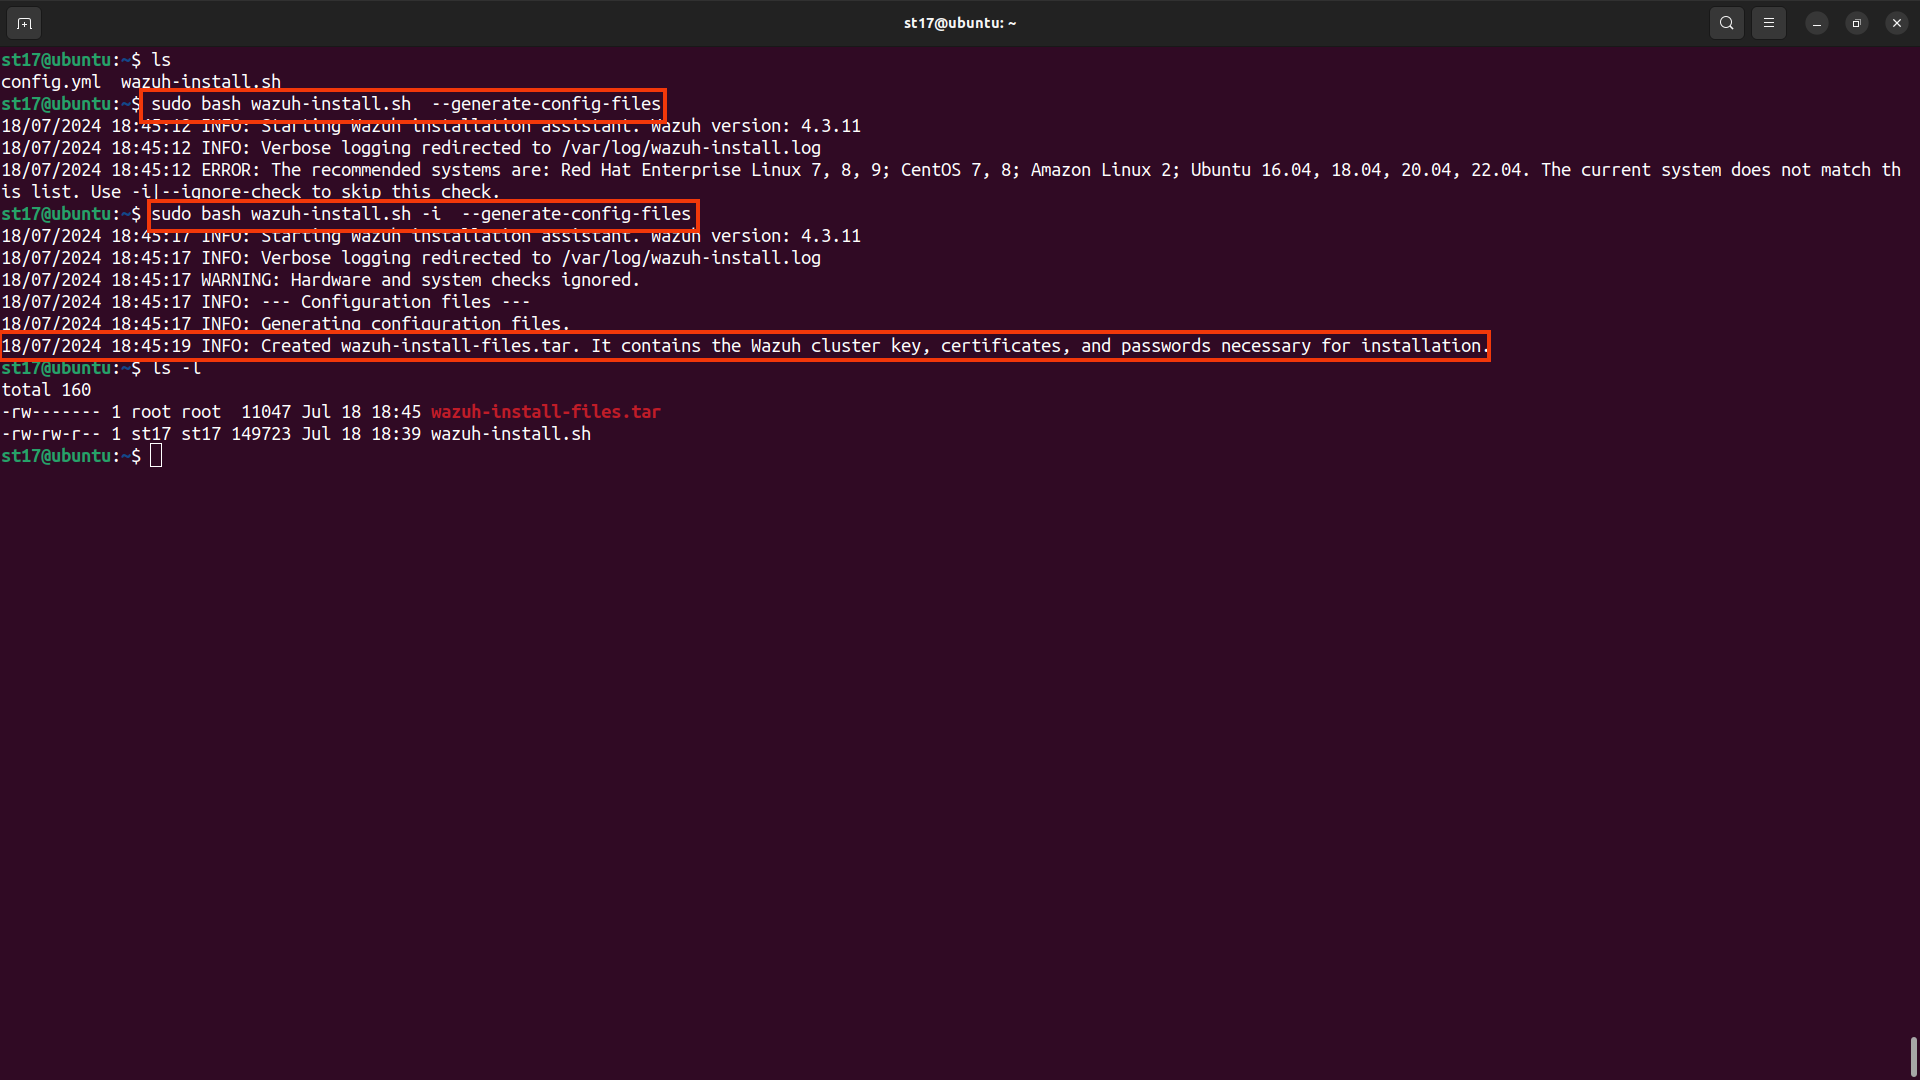 st17@ubuntu: ~
st17@ubuntu:~$ ls
config.yml  wazuh-install.sh
st17@ubuntu:~$ sudo bash wazuh-install.sh  --generate-config-files
18/07/2024 18:45:12 INFO: Starting Wazuh installation assistant. Wazuh version: 4.3.11
18/07/2024 18:45:12 INFO: Verbose logging redirected to /var/log/wazuh-install.log
18/07/2024 18:45:12 ERROR: The recommended systems are: Red Hat Enterprise Linux 7, 8, 9; CentOS 7, 8; Amazon Linux 2; Ubuntu 16.04, 18.04, 20.04, 22.04. The current system does not match th
is list. Use -i|--ignore-check to skip this check.
st17@ubuntu:~$ sudo bash wazuh-install.sh -i  --generate-config-files
18/07/2024 18:45:17 INFO: Starting Wazuh installation assistant. Wazuh version: 4.3.11
18/07/2024 18:45:17 INFO: Verbose logging redirected to /var/log/wazuh-install.log
18/07/2024 18:45:17 WARNING: Hardware and system checks ignored.
18/07/2024 18:45:17 INFO: --- Configuration files ---
18/07/2024 18:45:17 INFO: Generating configuration files.
18/07/2024 18:45:19 INFO: Created wazuh-install-files.tar. It contains the Wazuh cluster key, certificates, and passwords necessary for installation.
st17@ubuntu:~$ ls -l
total 160
-rw------- 1 root root  11047 Jul 18 18:45 wazuh-install-files.tar
-rw-rw-r-- 1 st17 st17 149723 Jul 18 18:39 wazuh-install.sh
st17@ubuntu:~$